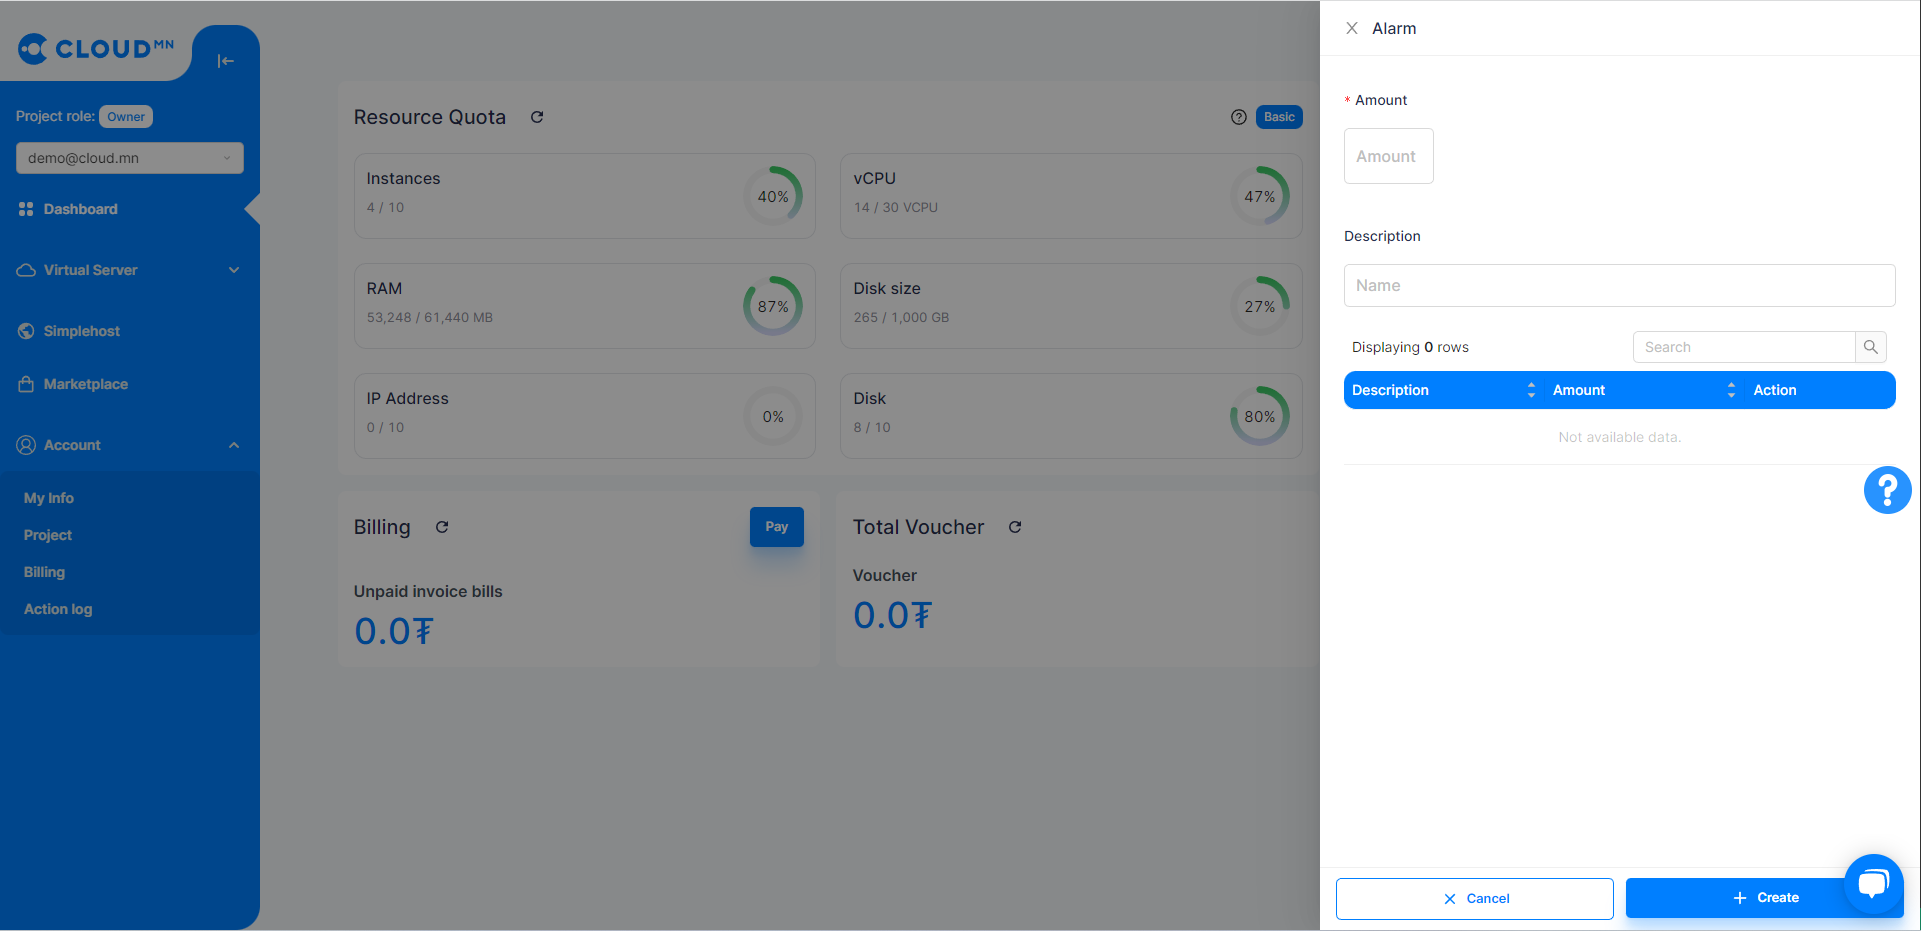 CLOUDMN
Project role: Owner
demo@cloud.mn
Dashboard
Virtual Server
Simplehost
Marketplace
Account
My Info
Project
Billing
Action log
Resource Quota
Basic
Instances
4 / 10
40%
vCPU
14 / 30 VCPU
47%
RAM
53,248 / 61,440 MB
87%
Disk size
265 / 1,000 GB
27%
IP Address
0 / 10
0%
Disk
8 / 10
80%
Billing
Pay
Unpaid invoice bills
0.0₮
Total Voucher
Voucher
0.0₮
Alarm
* Amount
Amount
Description
Name
Displaying 0 rows
Search
Description Amount Action
Not available data.
Cancel
Create